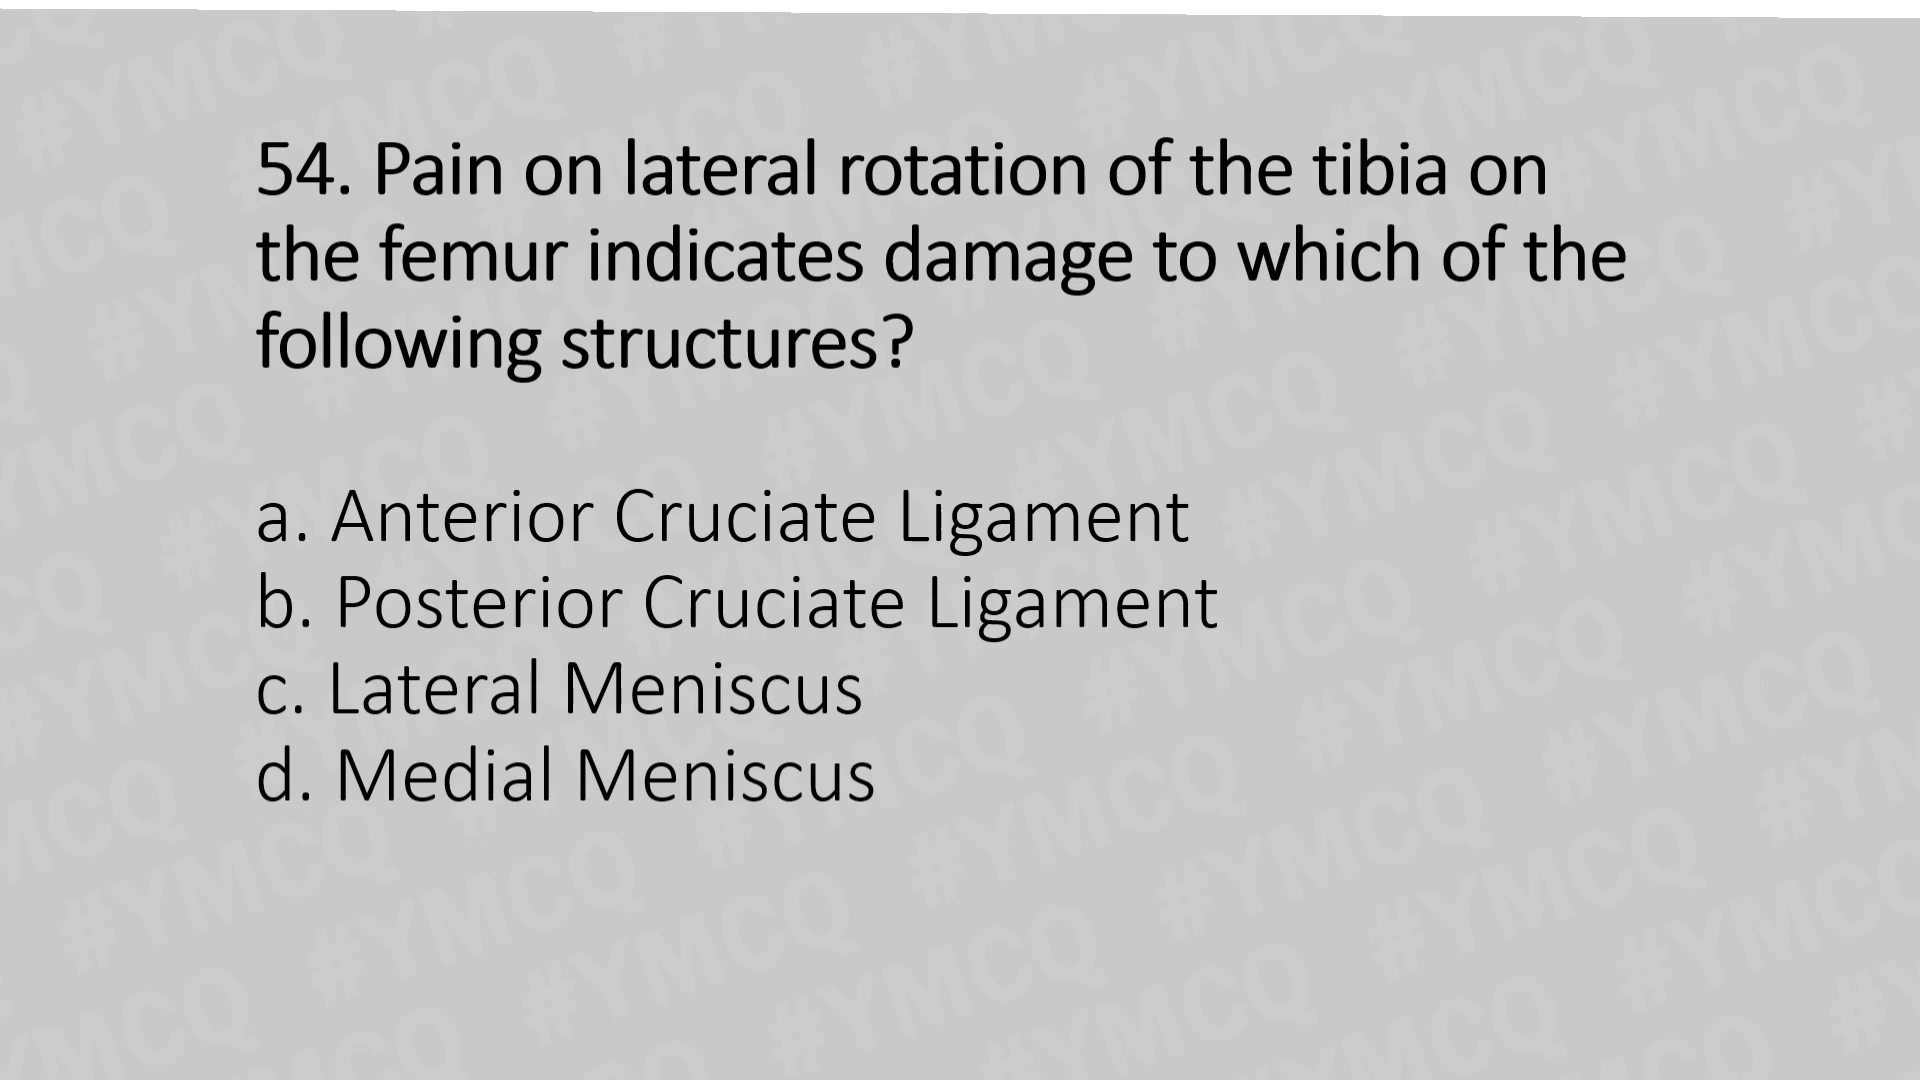 54. Pain on lateral rotation of the tibia on
the femur indicates damage to which of the
following structures?
a. Anterior Cruciate Ligament
b. Posterior Cruciate Ligament
c. Lateral Meniscus
d. Medial Meniscus
#YMCQ